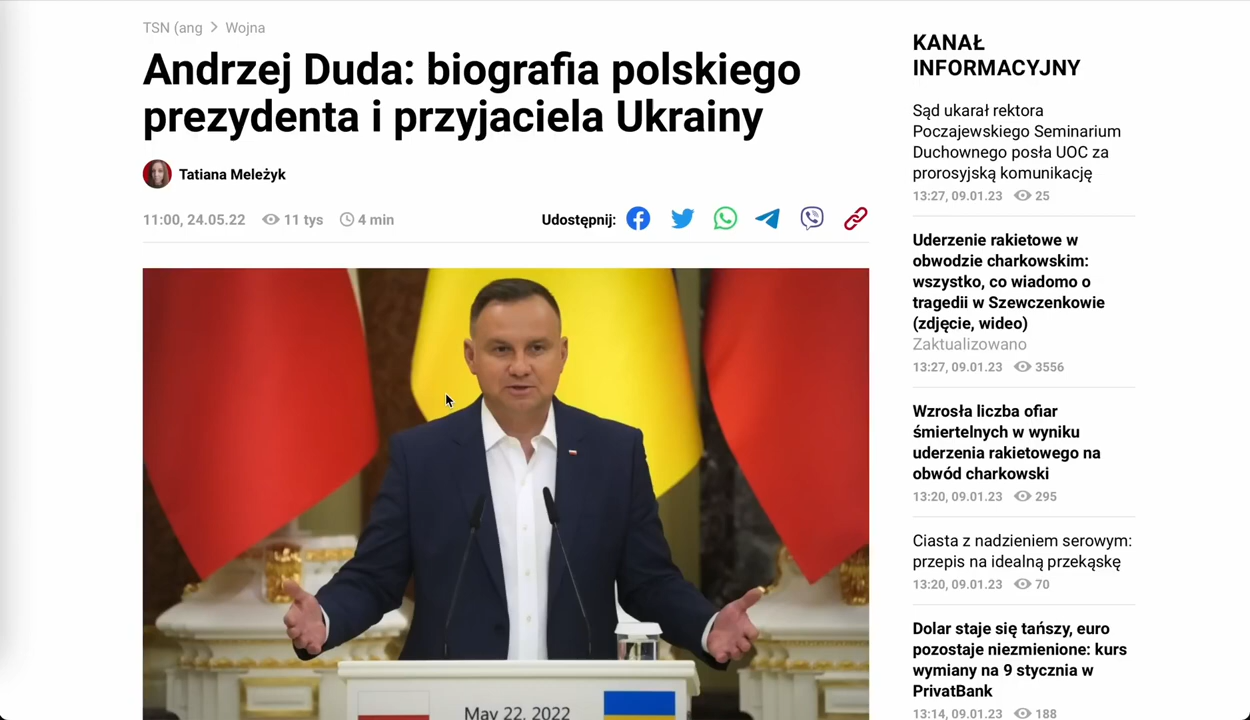 TSN (ang > Wojna
Andrzej Duda: biografia polskiego
prezydenta i przyjaciela Ukrainy
Tatiana Meleżyk
11:00, 24.05.22 11 tys 4 min
Udostępnij:
May 22, 2022
KANAŁ
INFORMACYJNY
Sąd ukarał rektora
Poczajewskiego Seminarium
Duchownego posła UOC za
prorosyjską komunikację
13:27, 09.01.23 25
Uderzenie rakietowe w
obwodzie charkowskim:
wszystko, co wiadomo o
tragedii w Szewczenkowie
(zdjęcie, wideo)
Zaktualizowano
13:27, 09.01.23 3556
Wzrosła liczba ofiar
śmiertelnych w wyniku
uderzenia rakietowego na
obwód charkowski
13:20, 09.01.23 295
Ciasta z nadzieniem serowym:
przepis na idealną przekąskę
13:20, 09.01.23 70
Dolar staje się tańszy, euro
pozostaje niezmienione: kurs
wymiany na 9 stycznia w
PrivatBank
13:14, 09.01.23 188